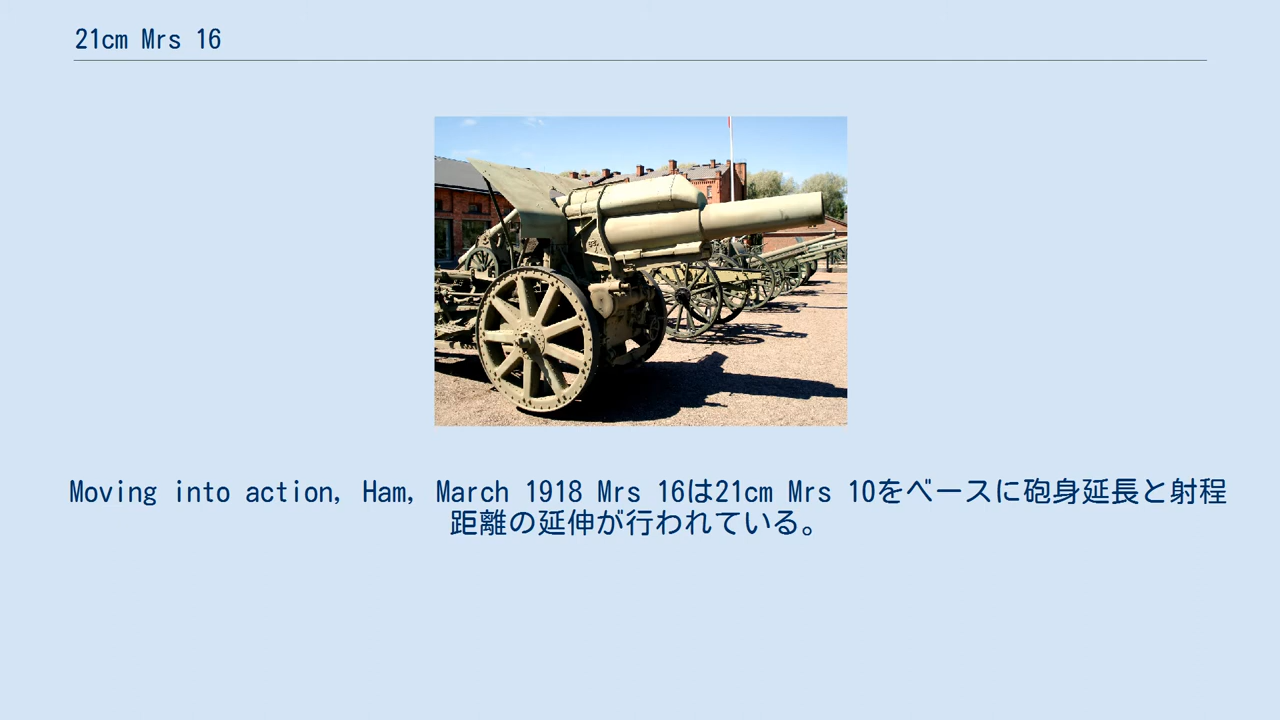 21cm Mrs 16
Moving into action, Ham, March 1918 Mrs 16は21cm Mrs 10をベースに砲身延長と射程
距離の延伸が行われている。